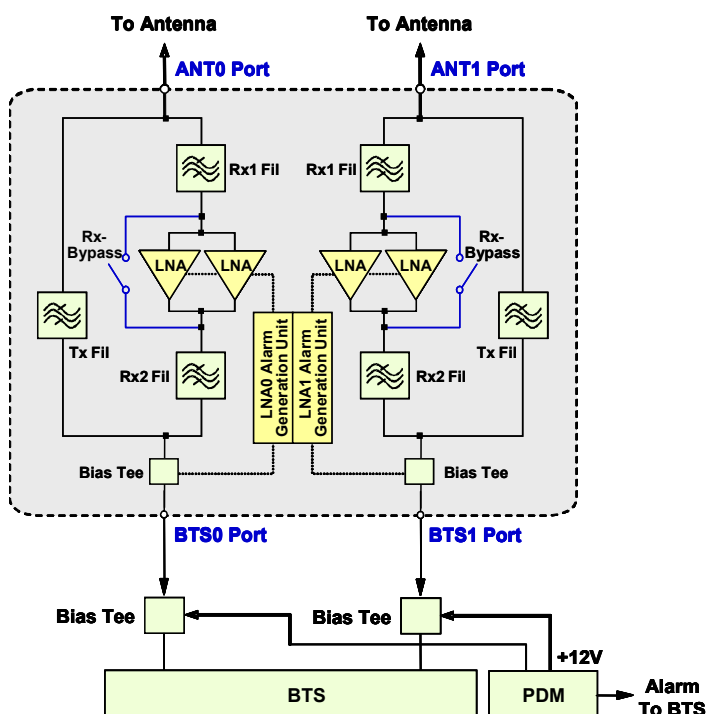 To Antenna
To Antenna
ANT0 Port
ANT1 Port
Rx1 Fil
Rx1 Fil
Rx-
Bypass
LNA
LNA
LNA
LNA
Rx-
Bypass
Tx Fil
Rx2 Fil
LNA0 Alarm
Generation Unit
LNA1 Alarm
Generation Unit
Rx2 Fil
Tx Fil
Bias Tee
Bias Tee
BTS0 Port
BTS1 Port
Bias Tee
Bias Tee
+12V
BTS
PDM
Alarm
To BTS